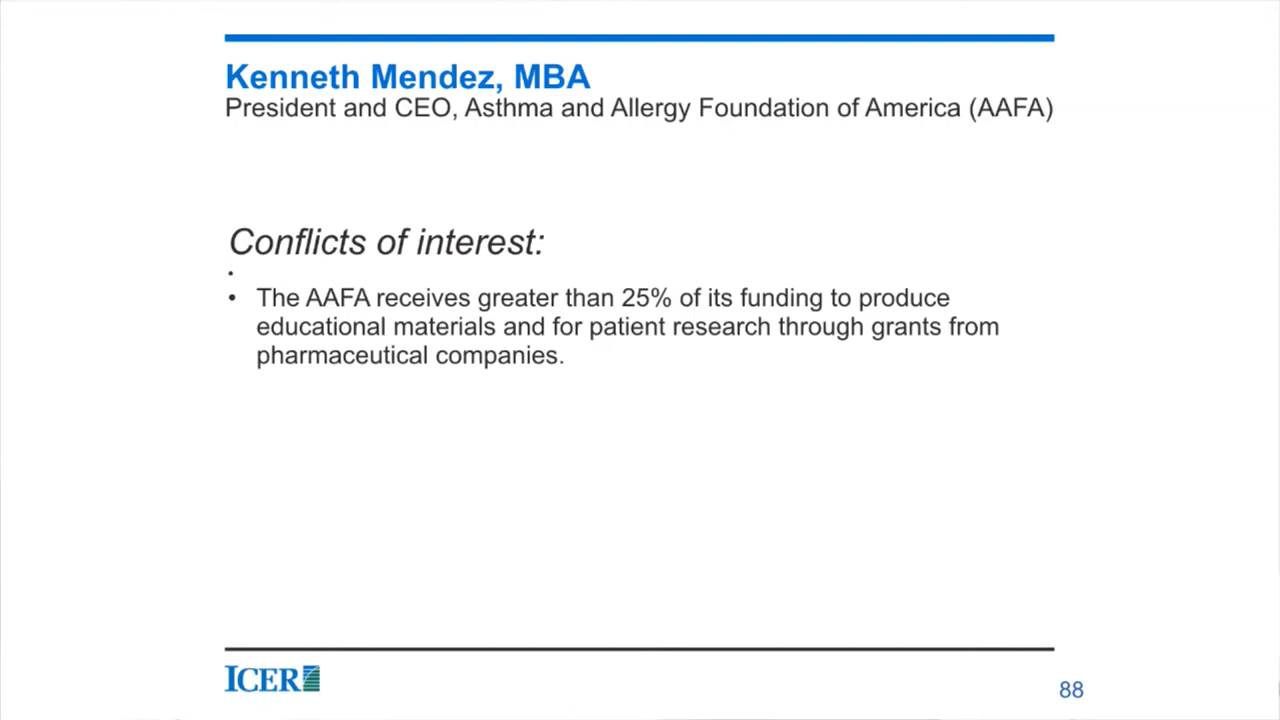 Kenneth Mendez, MBA
President and CEO, Asthma and Allergy Foundation of America (AAFA)
Conflicts of interest:
•
• The AAFA receives greater than 25% of its funding to produce
educational materials and for patient research through grants from
pharmaceutical companies.
ICER
88